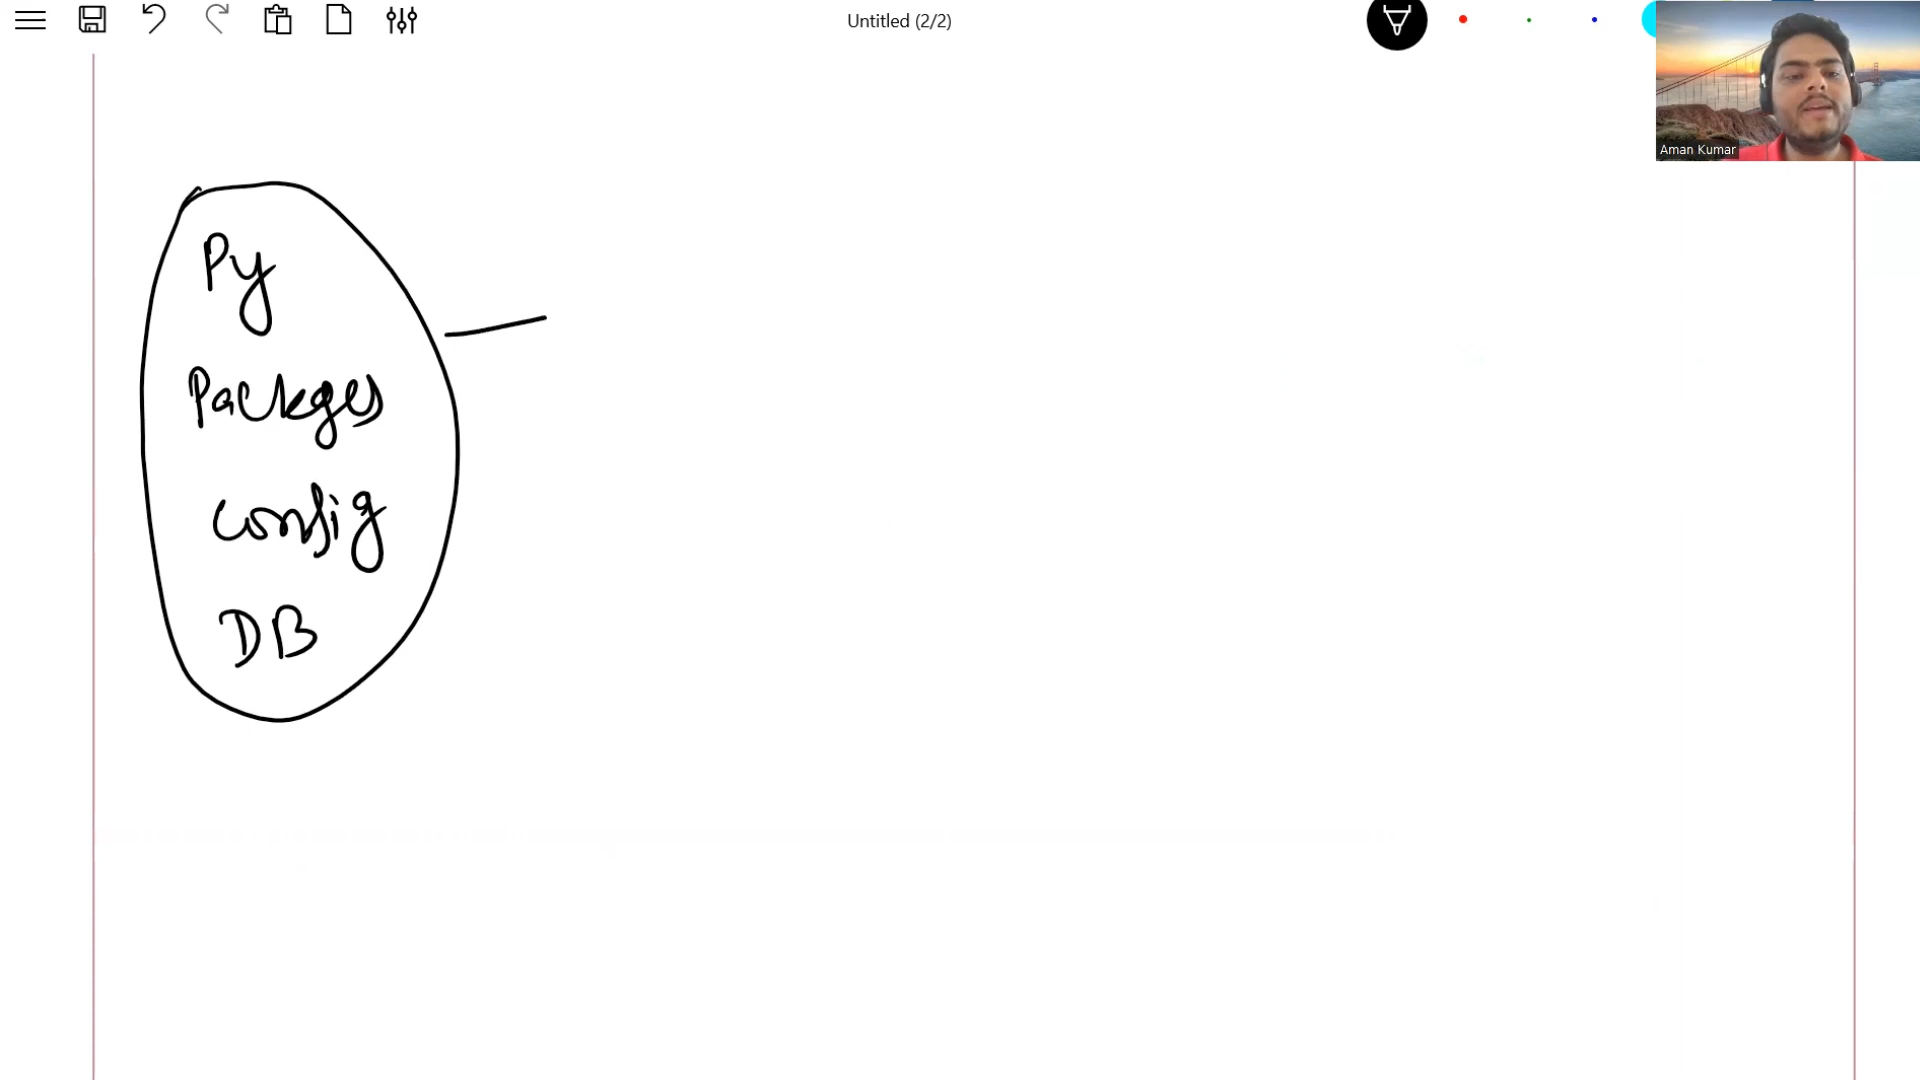 Untitled (2/2)
Aman Kumar
Py
Packges
config
DB